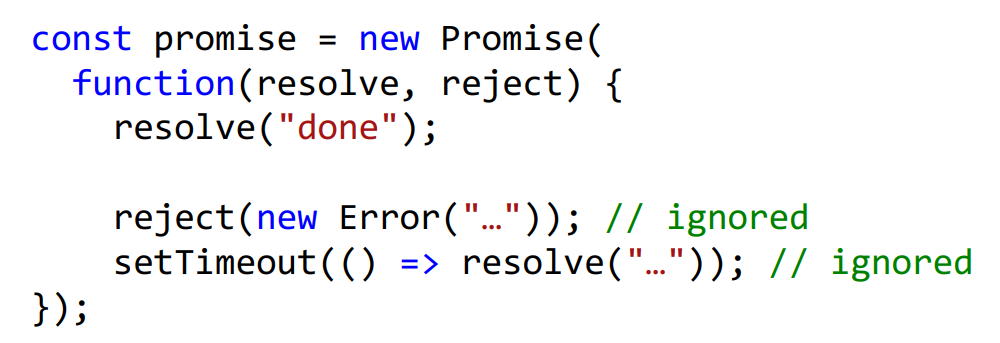 const promise = new Promise(
  function(resolve, reject) {
    resolve("done");

    reject(new Error("…")); // ignored
    setTimeout(() => resolve("…")); // ignored
});